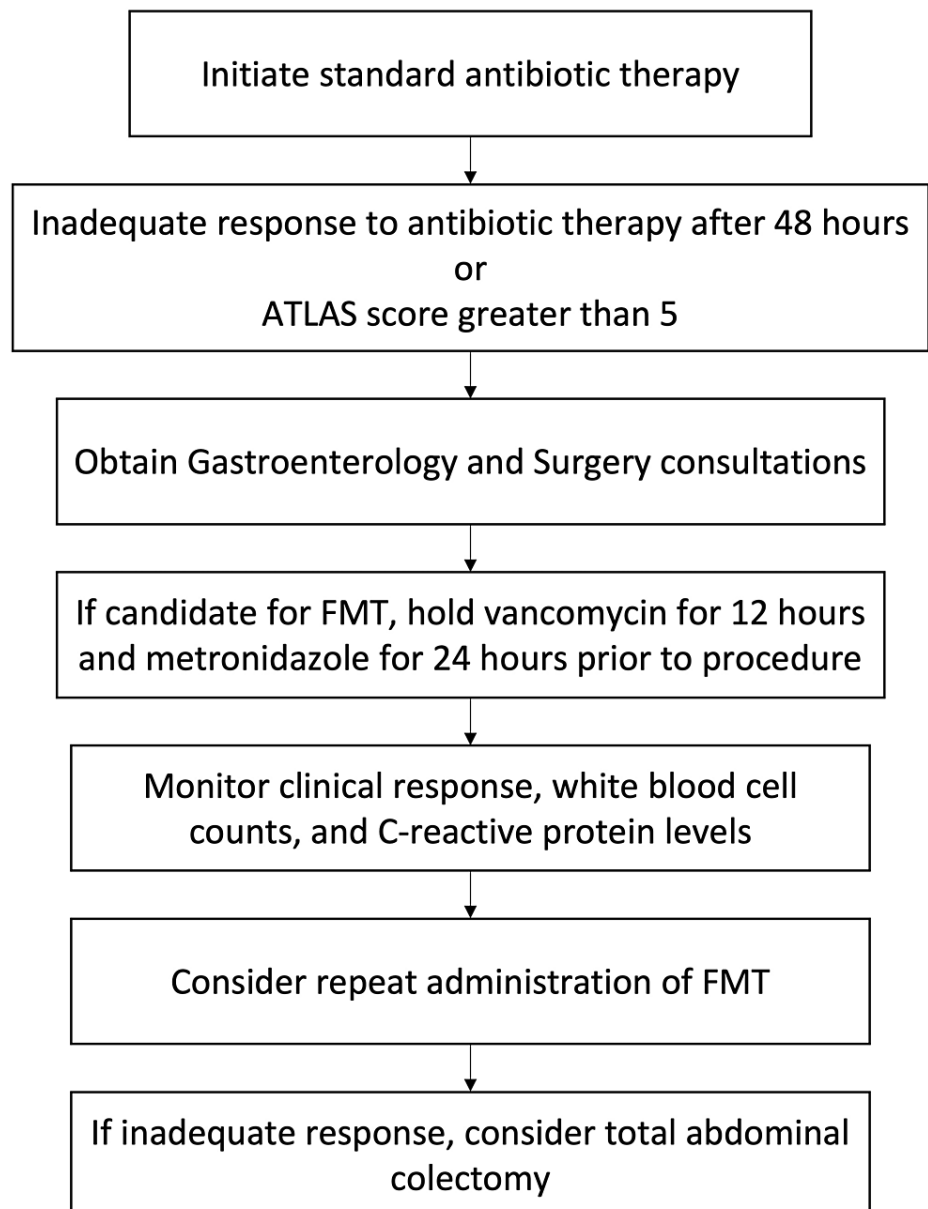 Initiate standard antibiotic therapy
Inadequate response to antibiotic therapy after 48 hours
or
ATLAS score greater than 5
Obtain Gastroenterology and Surgery consultations
If candidate for FMT, hold vancomycin for 12 hours
and metronidazole for 24 hours prior to procedure
Monitor clinical response, white blood cell
counts, and C-reactive protein levels
Consider repeat administration of FMT
If inadequate response, consider total abdominal
colectomy